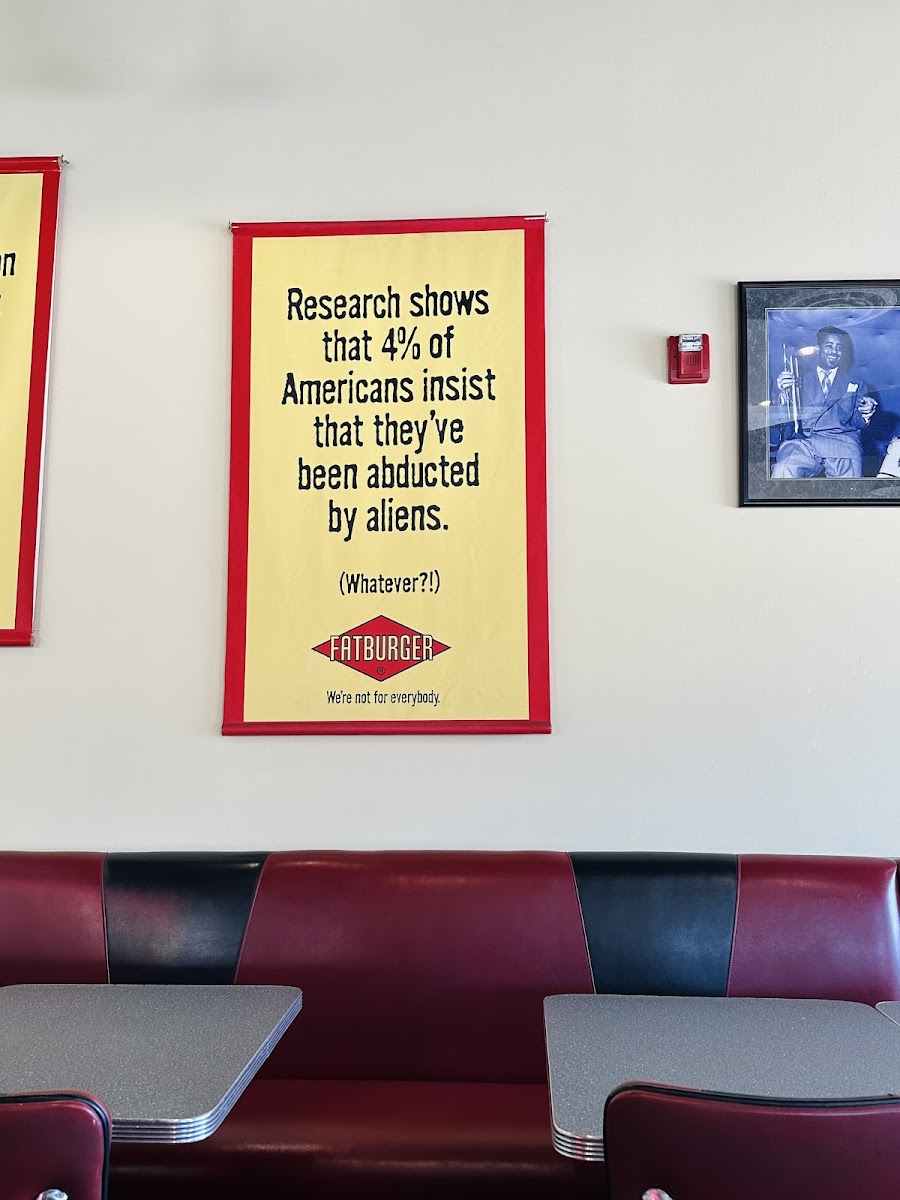 on
Research shows
that 4% of
Americans insist
that they've
been abducted
by aliens.
(Whatever?!)
FATBURGER
®
We're not for everybody.